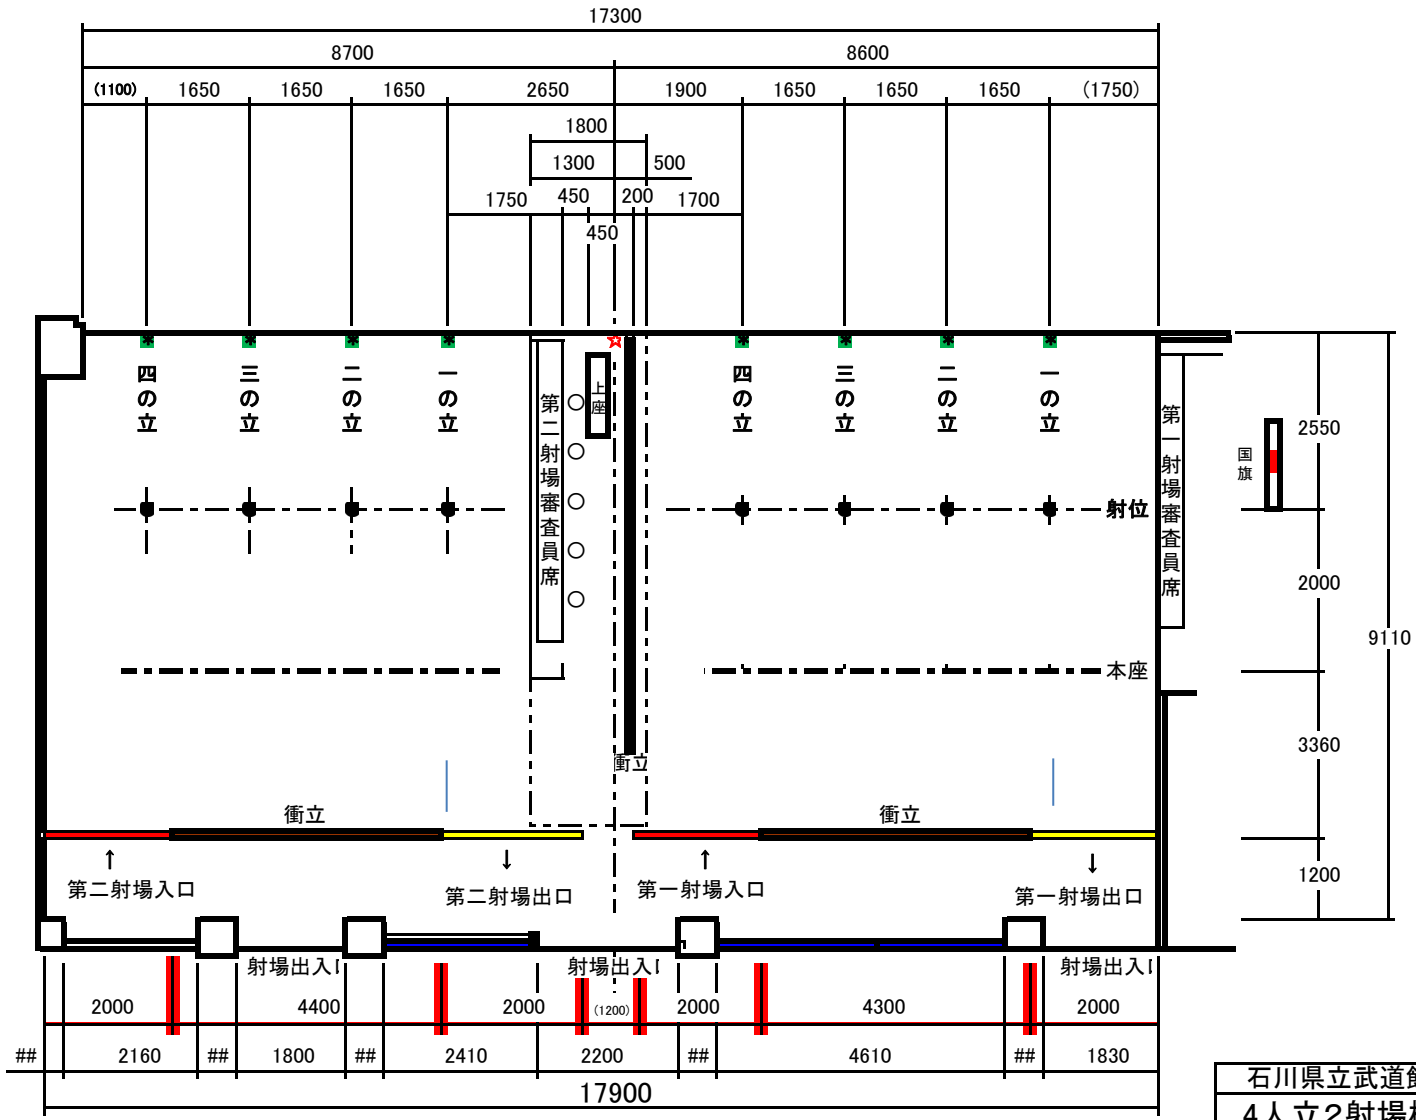 17300
8700 8600
(1100) 1650 1650 1650 2650 1900 1650 1650 1650 (1750)
1800
1300 500
1750 450 200 1700
450
四の立 三の立 二の立 一の立
第二射場審査員席
上座
四の立 三の立 二の立 一の立
第一射場審査員席
国旗
2550
射位
2000
9110
本座
3360
衝立
衝立 衝立
↑ ↓ ↑ ↓
1200
第二射場入口 第二射場出口 第一射場入口 第一射場出口
射場出入 射場出入 射場出入
2000 4400 2000 (1200) 2000 4300 2000
## 2160 ## 1800 ## 2410 2200 ## 4610 ## 1830
17900
石川県立武道館
4人立2射場